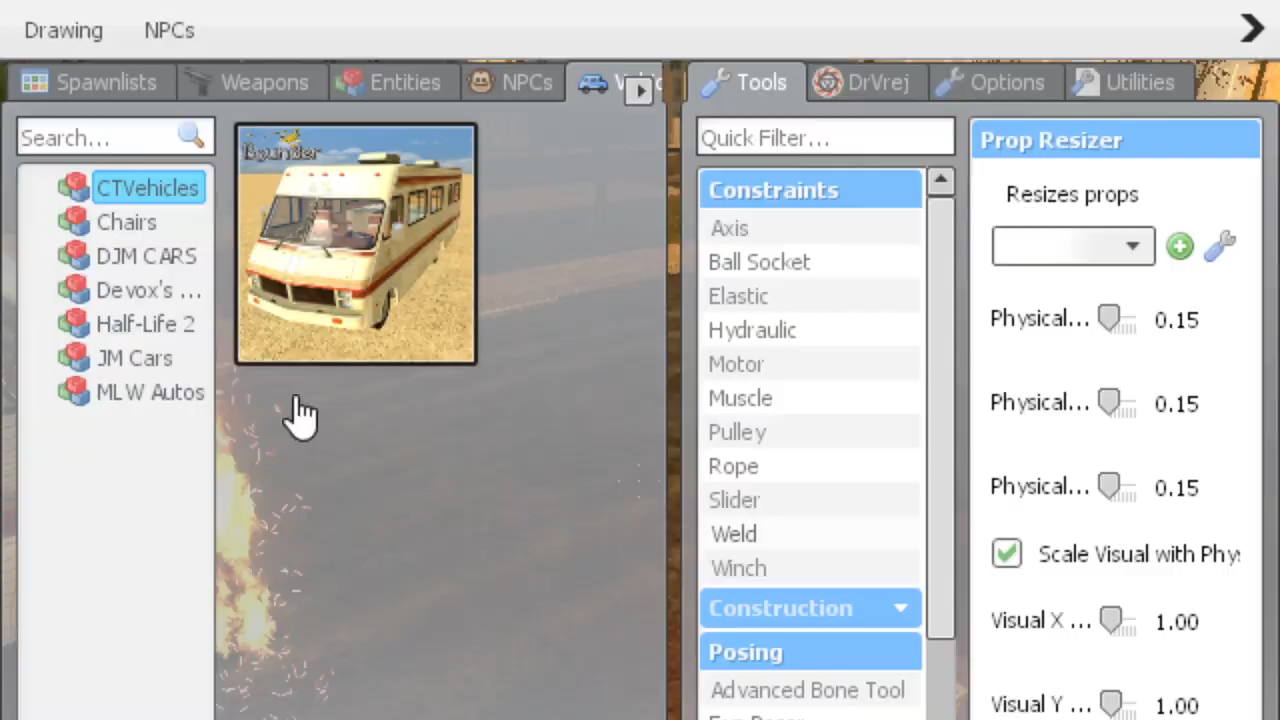 Drawing NPCs
Spawnlists Weapons Entities NPCs
Tools DrVrej Options Utilities
Search...
CTVehicles
Chairs
DJM CARS
Devox's ...
Half-Life 2
JM Cars
MLW Autos
Bounder
Quick Filter...
Constraints
Axis
Ball Socket
Elastic
Hydraulic
Motor
Muscle
Pulley
Rope
Slider
Weld
Winch
Construction
Posing
Advanced Bone Tool
Prop Resizer
Resizes props
Physical... 0.15
Physical... 0.15
Physical... 0.15
Scale Visual with Phy
Visual X ... 1.00
Visual Y ... 1.00